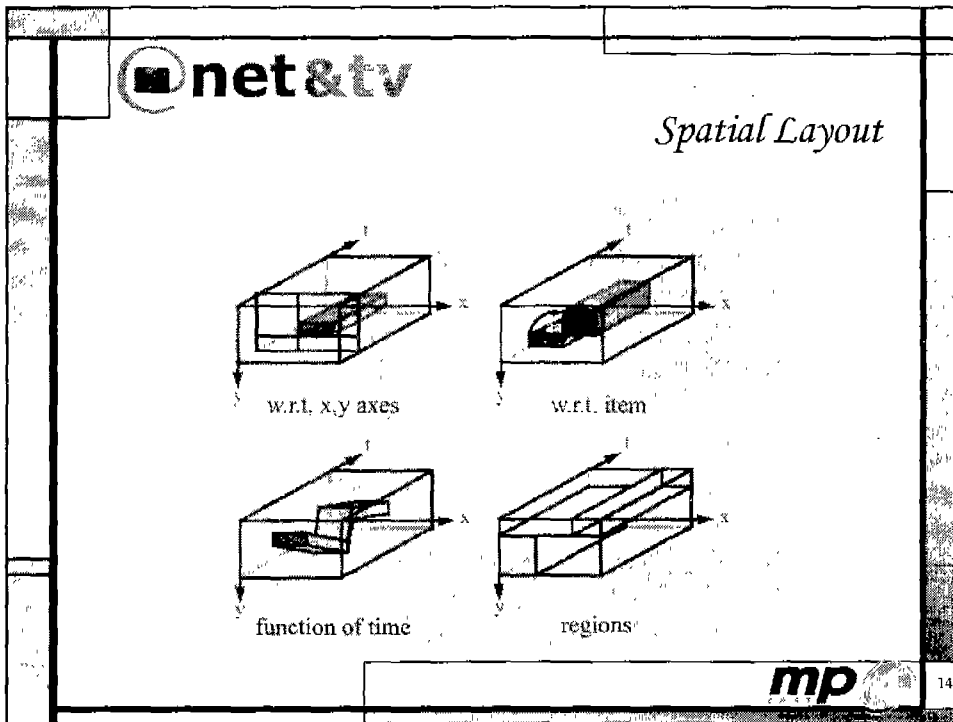 net&tv
Spatial Layout
t
x
y
w.r.t, x,y axes
t
x
y
w.r.t. item
t
x
y
function of time
t
x
y
regions
mp
14